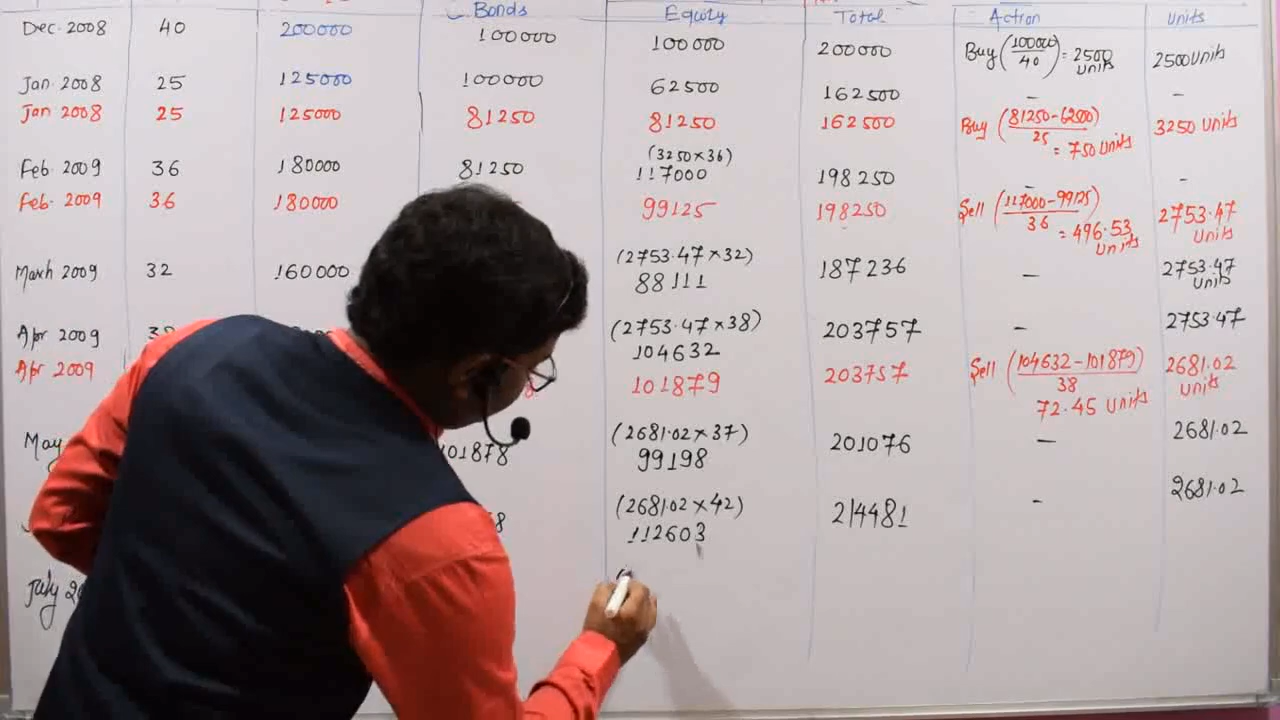 Bonds Equity Total Action Units
Dec. 2008 40 200000 100000 100000 200000 Buy (100000/40) = 2500 Units 2500 Units
Jan. 2008 25 125000 100000 62500 162500 – –
Jan 2008 25 125000 81250 81250 162500 Buy (81250-62500)/25 = 750 Units 3250 Units
(3250×36)
Feb 2009 36 180000 81250 117000 198250 – –
Feb. 2009 36 180000 99125 198250 Sell (117000-99125)/36 = 496.53 Units 2753.47 Units
(2753.47×32)
March 2009 32 160000 88111 187236 – 2753.47 Units
(2753.47×38)
Apr 2009 104632 203757 – 2753.47
Apr 2009 101879 203757 Sell (104632-101879)/38 72.45 Units 2681.02 Units
(2681.02×37)
May 101878 99198 201076 – 2681.02
(2681.02×42)
112603 214481 – 2681.02
July